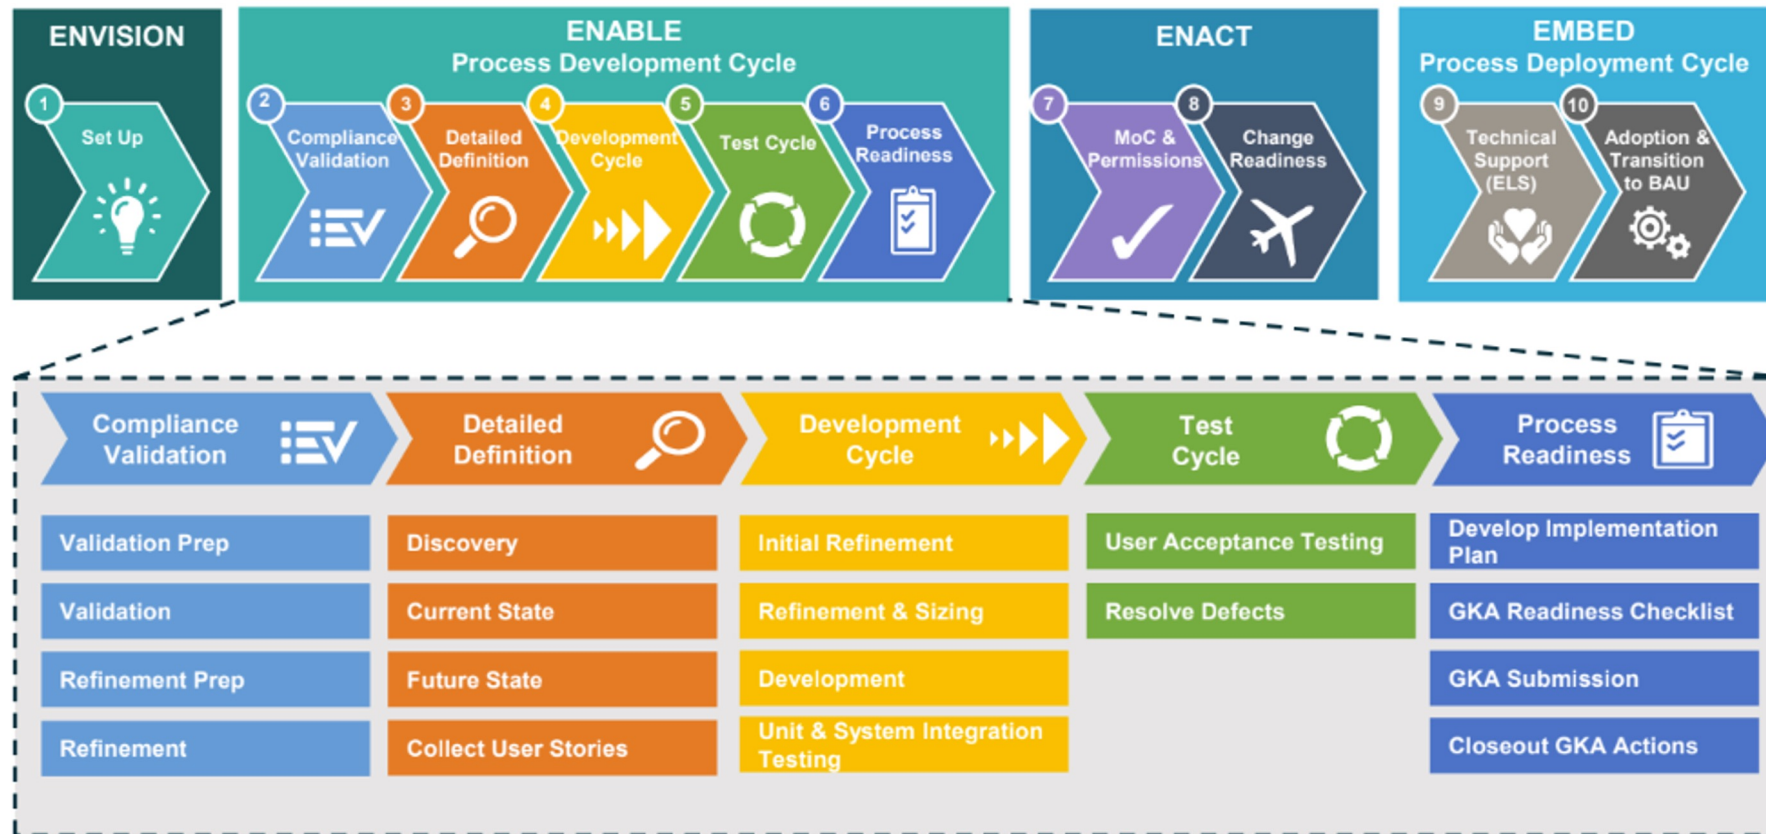 ENVISION
1
Set Up
ENABLE
Process Development Cycle
2
Compliance
Validation
3
Detailed
Definition
4
Development
Cycle
5
Test Cycle
6
Process
Readiness
ENACT
7
MoC &
Permissions
8
Change
Readiness
EMBED
Process Deployment Cycle
9
Technical
Support
(ELS)
10
Adoption &
Transition
to BAU
Compliance
Validation
Detailed
Definition
Development
Cycle
Test
Cycle
Process
Readiness
Validation Prep
Validation
Refinement Prep
Refinement
Discovery
Current State
Future State
Collect User Stories
Initial Refinement
Refinement & Sizing
Development
Unit & System Integration
Testing
User Acceptance Testing
Resolve Defects
Develop Implementation
Plan
GKA Readiness Checklist
GKA Submission
Closeout GKA Actions